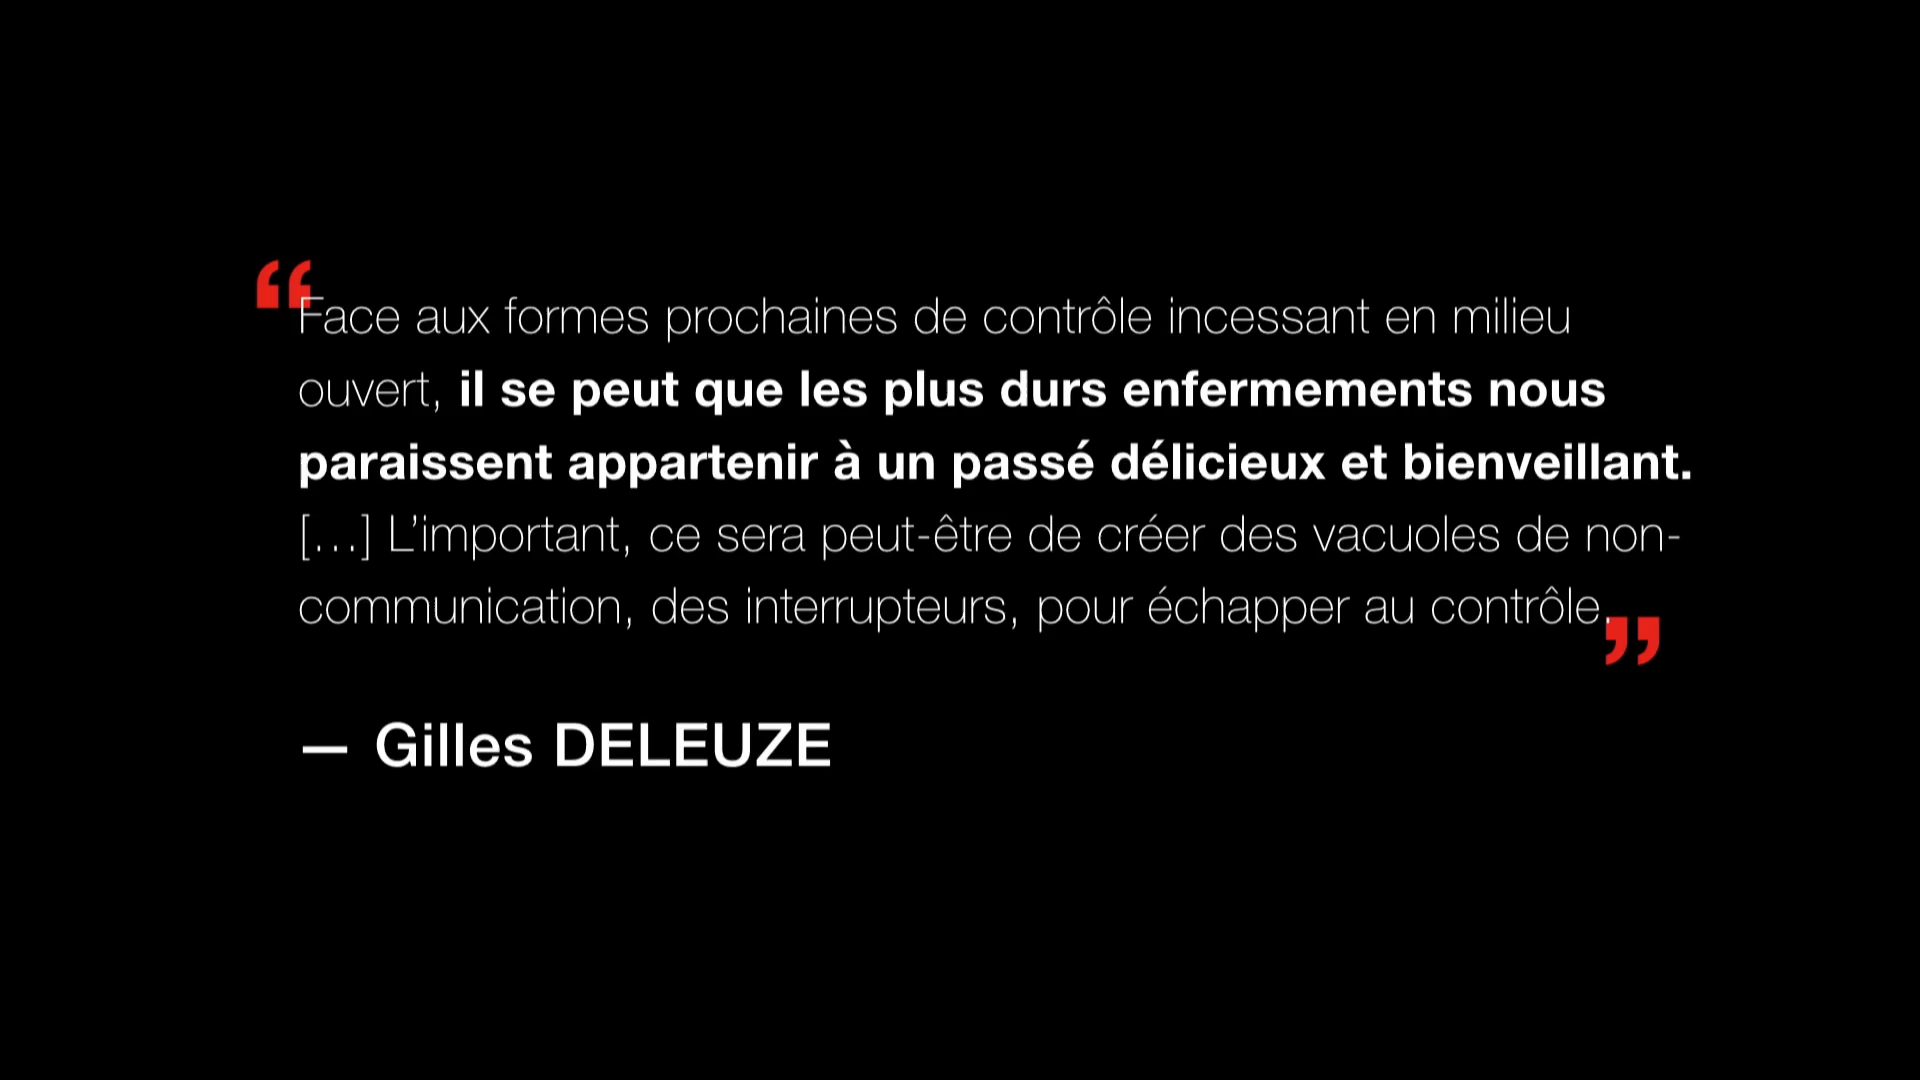 “Face aux formes prochaines de contrôle incessant en milieu
ouvert, il se peut que les plus durs enfermements nous
paraissent appartenir à un passé délicieux et bienveillant.
[…] L’important, ce sera peut-être de créer des vacuoles de non-
communication, des interrupteurs, pour échapper au contrôle.”
— Gilles DELEUZE